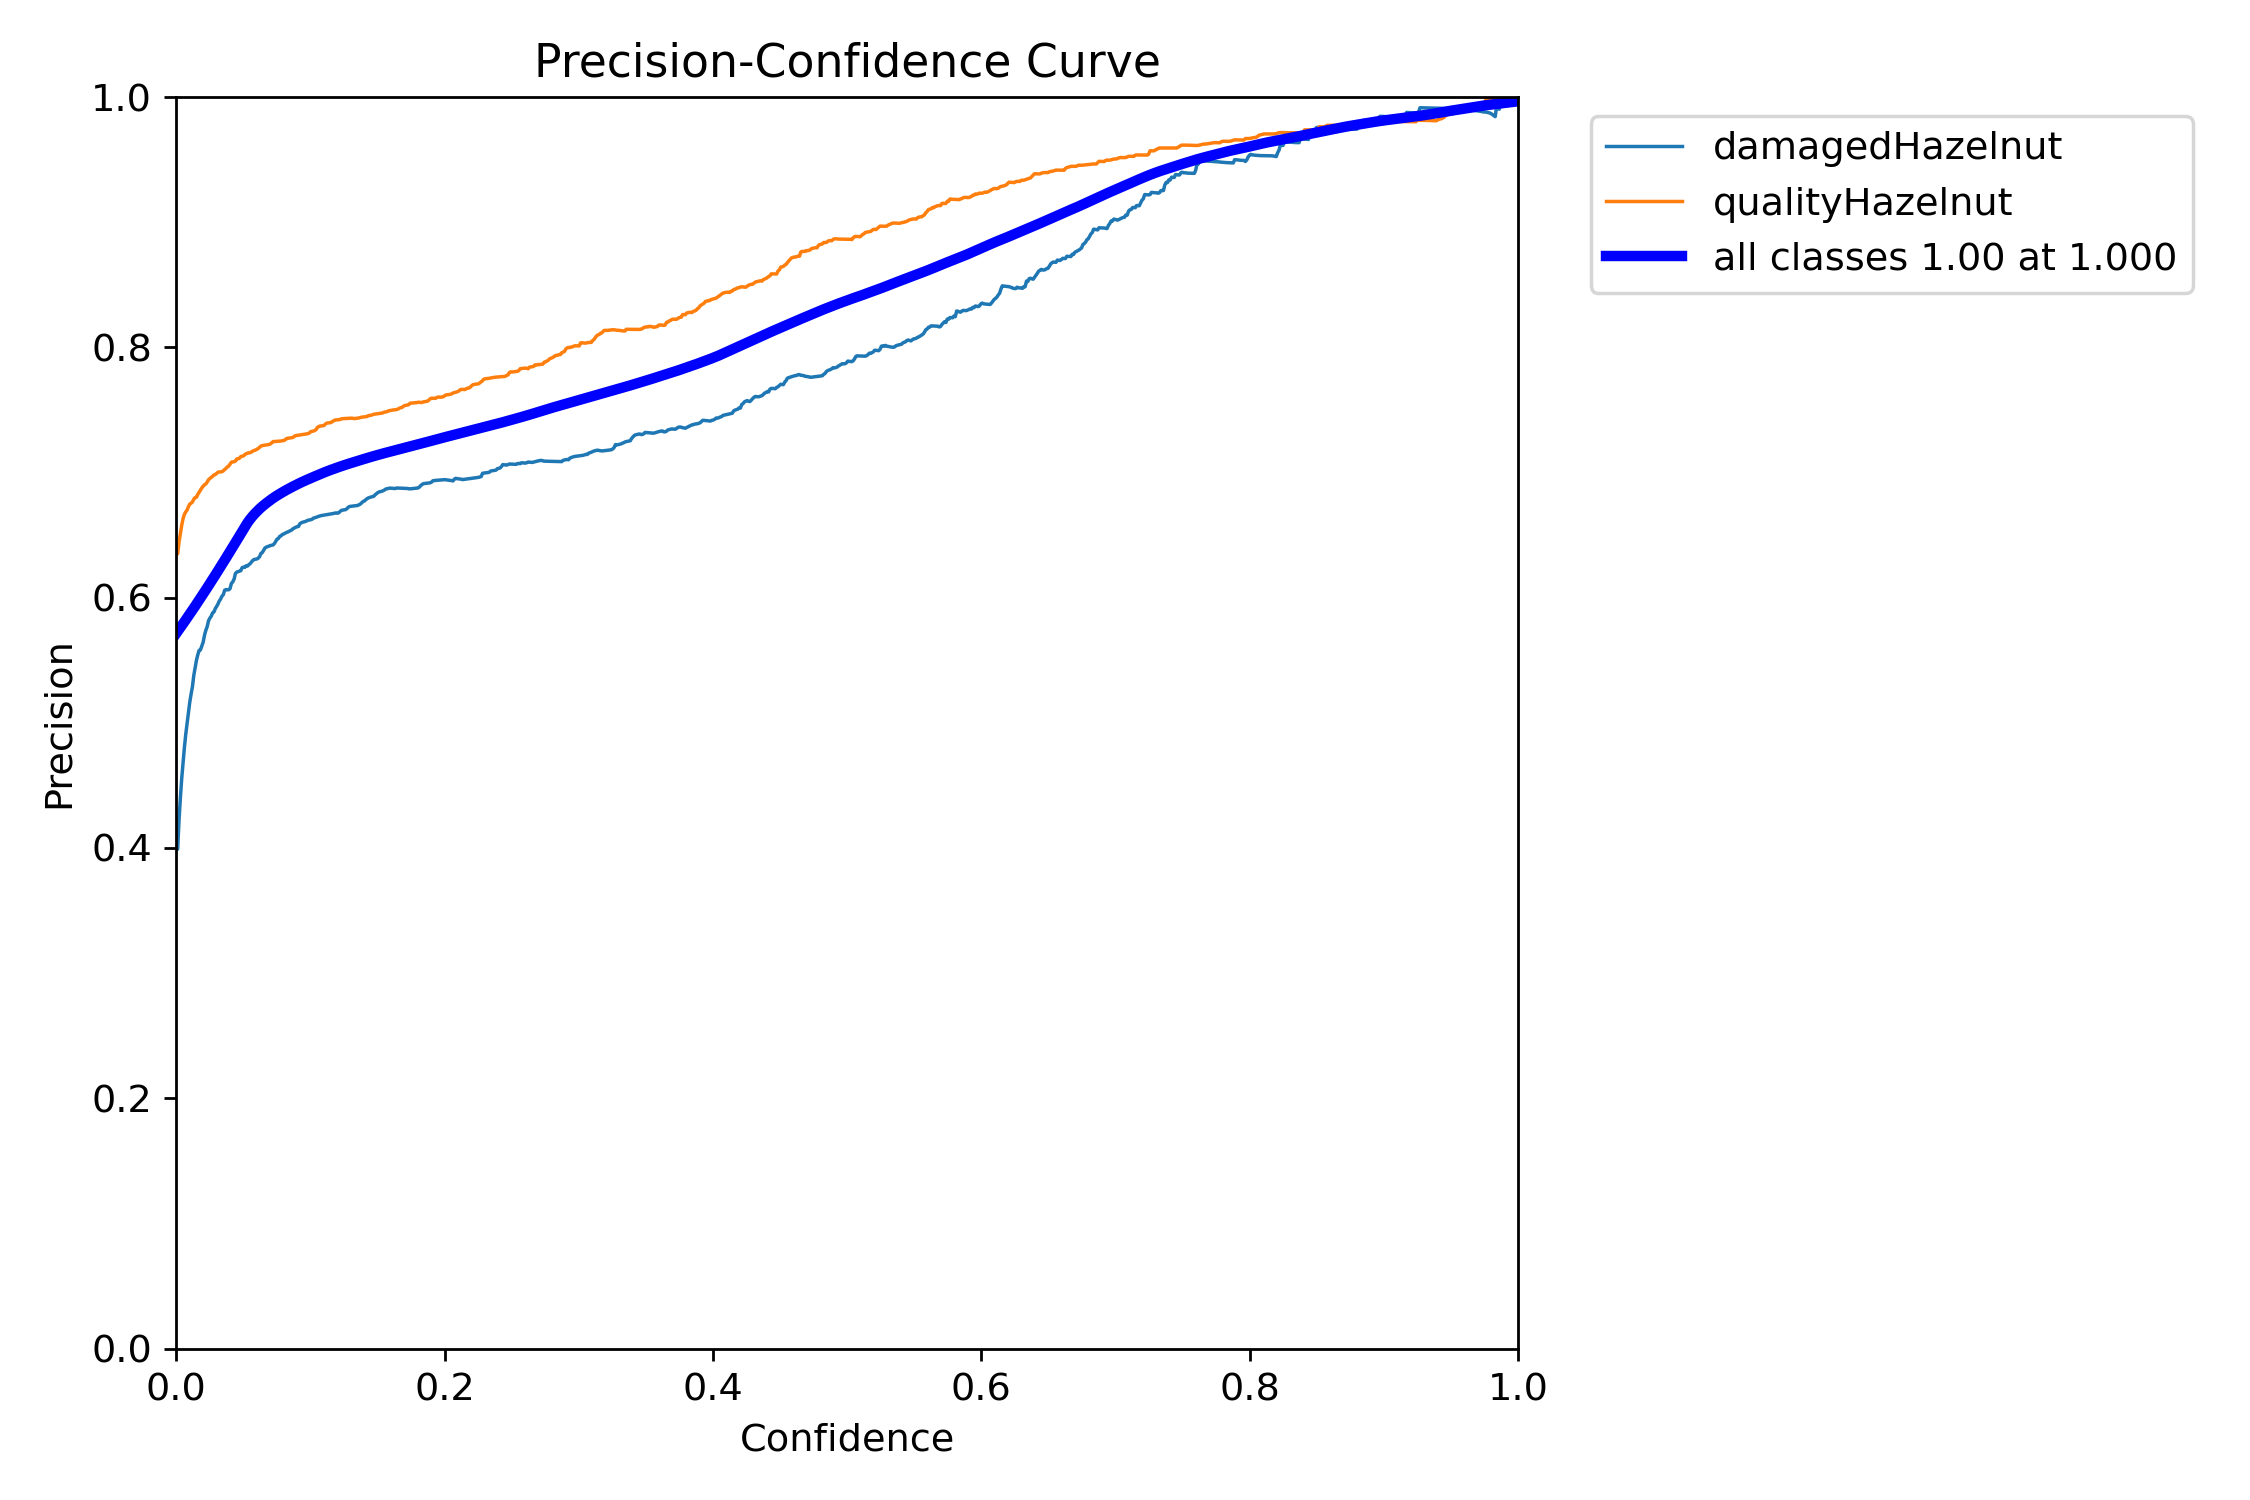 Precision-Confidence Curve
1.0
0.8
0.6
0.4
0.2
0.0
Precision
0.0 0.2 0.4 0.6 0.8 1.0
Confidence
damagedHazelnut
qualityHazelnut
all classes 1.00 at 1.000